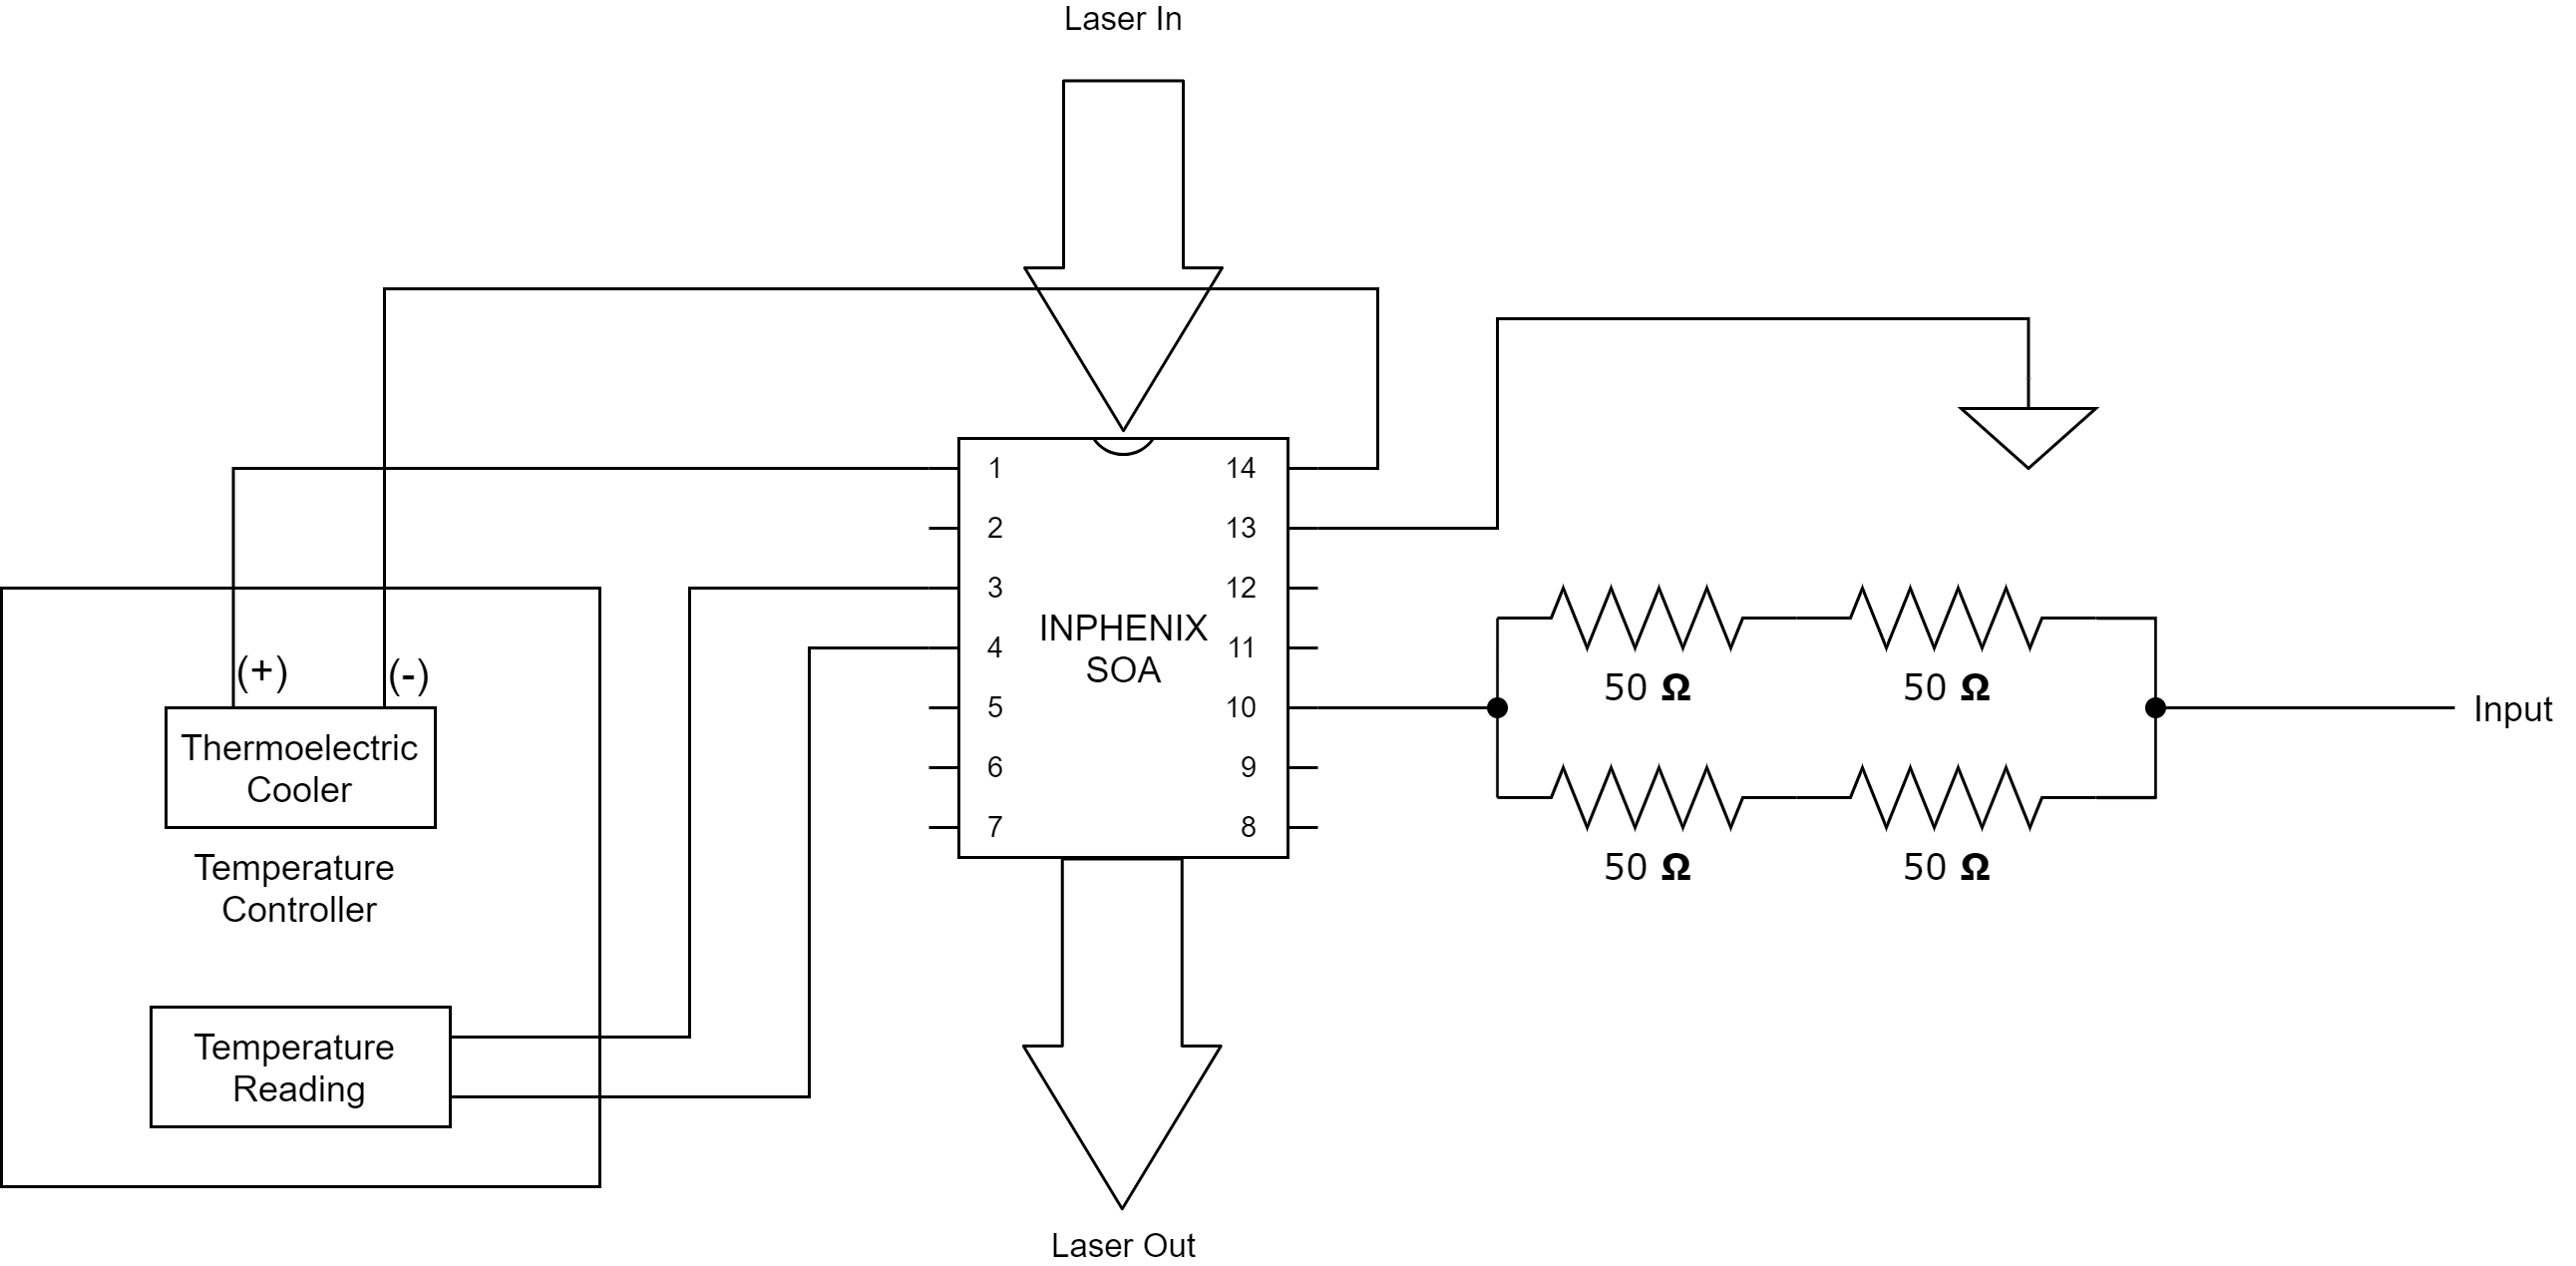 Laser In
1
14
2
13
3
12
INPHENIX
SOA
4
11
5
10
6
9
7
8
(+)
(-)
Thermoelectric
Cooler
Temperature
Controller
Temperature
Reading
50 Ω
50 Ω
50 Ω
50 Ω
Input
Laser Out